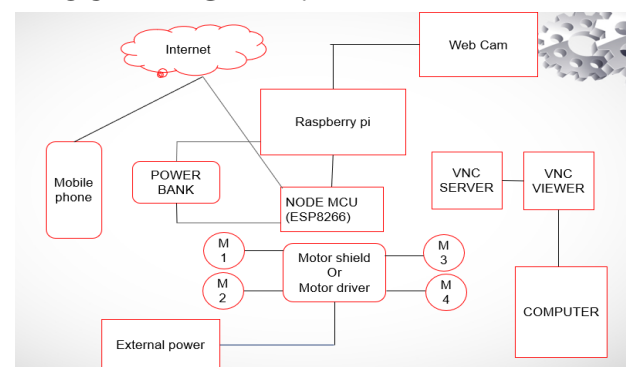 Internet
Web Cam
Raspberry pi
Mobile
phone
POWER
BANK
NODE MCU
(ESP8266)
VNC
SERVER
VNC
VIEWER
M
1
M
2
Motor shield
Or
Motor driver
M
3
M
4
COMPUTER
External power